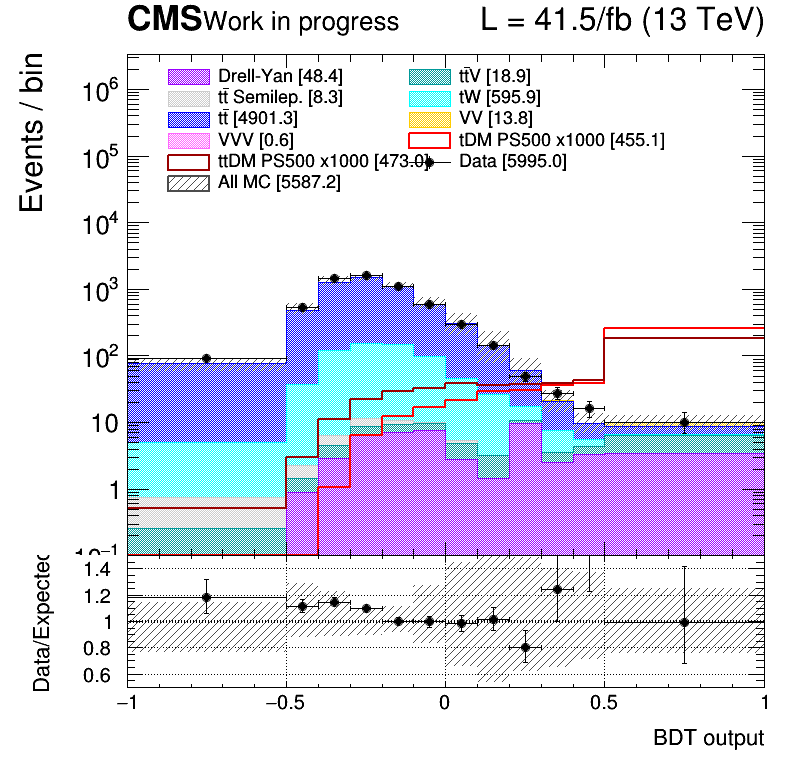 CMS Work in progress L = 41.5/fb (13 TeV)
Events / bin
Drell-Yan [48.4] tt̄V [18.9]
tt̄ Semilep. [8.3] tW [595.9]
tt̄ [4901.3] VV [13.8]
VVV [0.6] tDM PS500 x1000 [455.1]
ttDM PS500 x1000 [473.0] Data [5995.0]
All MC [5587.2]
10⁶
10⁵
10⁴
10³
10²
10
1
10⁻¹
Data/Expected
1.4
1.2
1
0.8
0.6
−1 −0.5 0 0.5 1
BDT output